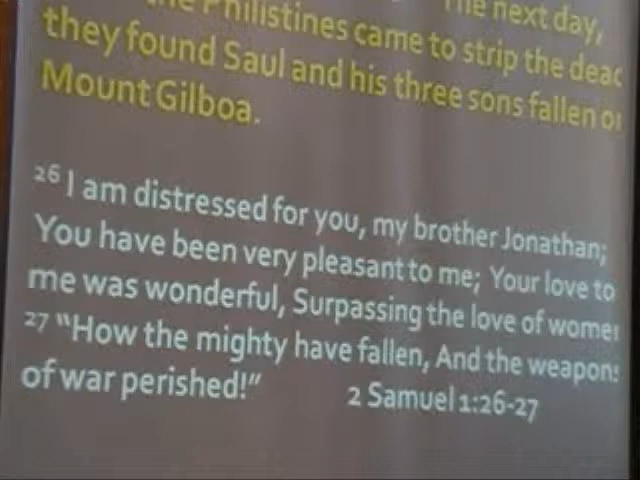 the Philistines The next day,
they found Saul and his three sons fallen
came to strip the
Mount Gilboa.
26 I am distressed for you, my brother Jonathan;
You have been very pleasant to me; Your love to
me was wonderful, Surpassing the love of
27 "How the mighty have fallen, And the
of war perished!" 2 Samuel 1:26-27